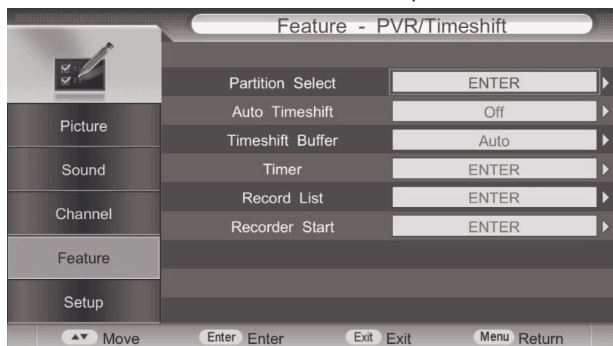 Feature - PVR/Timeshift
Partition Select ENTER
Auto Timeshift Off
Timeshift Buffer Auto
Timer ENTER
Record List ENTER
Recorder Start ENTER
Picture
Sound
Channel
Feature
Setup
Move Enter Enter Exit Exit Menu Return